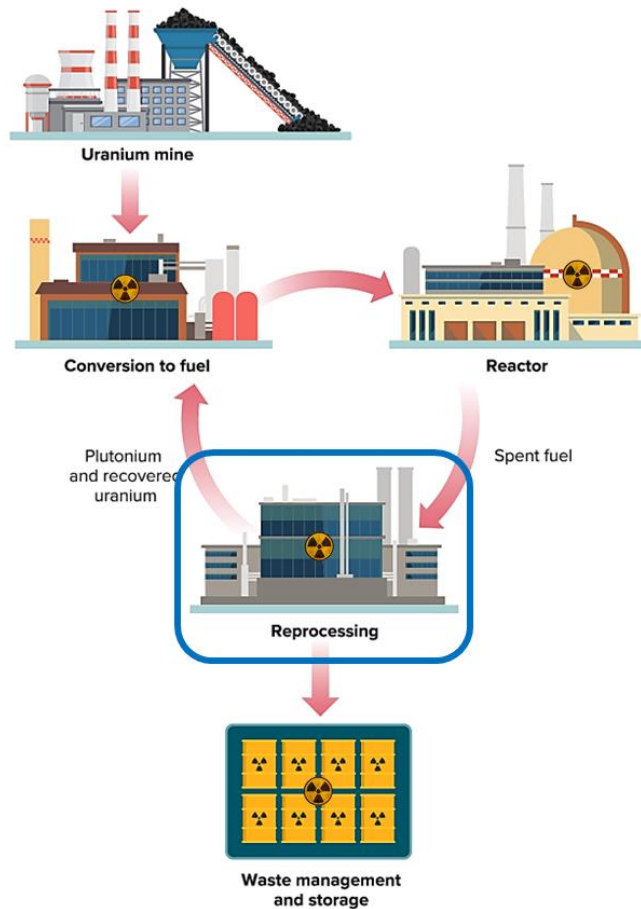 Uranium mine
Conversion to fuel
Reactor
Plutonium
and recovered
uranium
Spent fuel
Reprocessing
Waste management
and storage